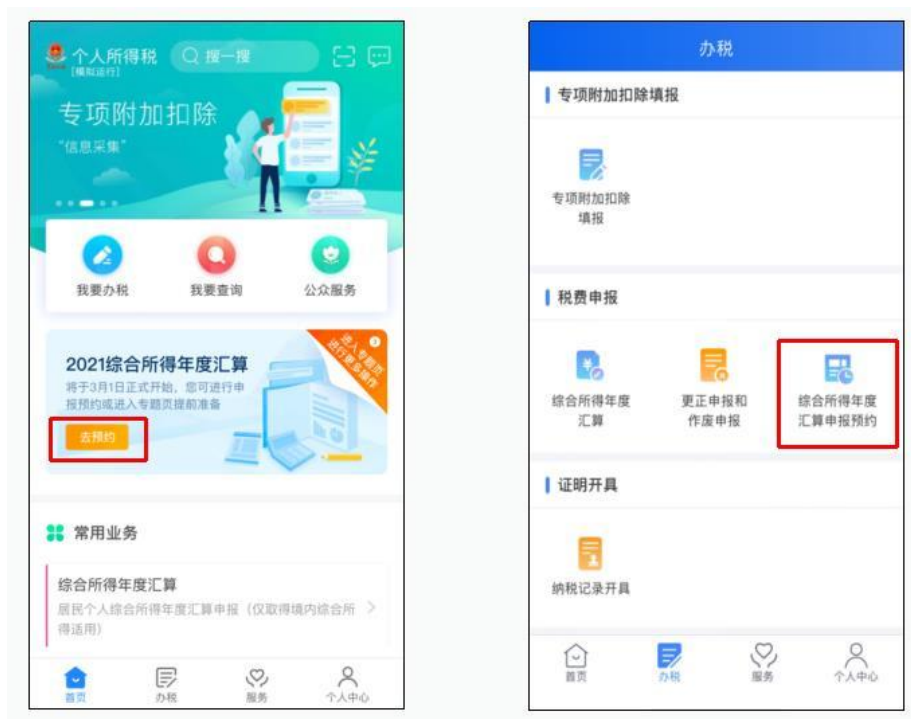 个人所得税
搜一搜
[模拟运行]
专项附加扣除
“信息采集”
我要办税
我要查询
公众服务
进入专题页
进行更多操作
2021综合所得年度汇算
将于3月1日正式开始，您可进行申
报预约或进入专题页提前准备
去预约
常用业务
综合所得年度汇算
居民个人综合所得年度汇算申报（仅取得境内综合所
得适用）
首页
办税
服务
个人中心
办税
专项附加扣除填报
专项附加扣除
填报
税费申报
综合所得年度
汇算
更正申报和
作废申报
综合所得年度
汇算申报预约
证明开具
纳税记录开具
首页
办税
服务
个人中心